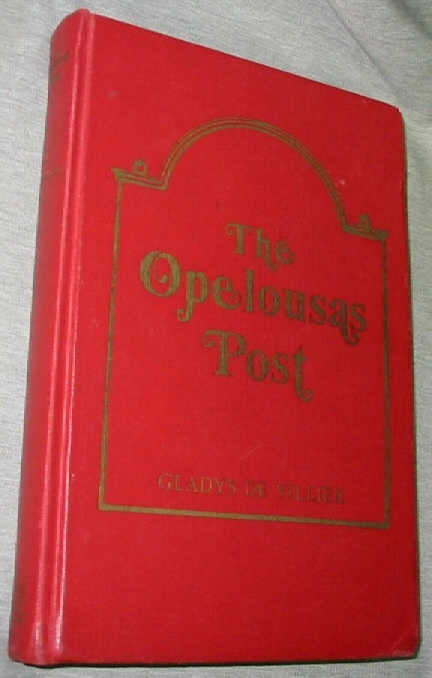 The
Opelousas
Post
GLADYS DE VILLIER